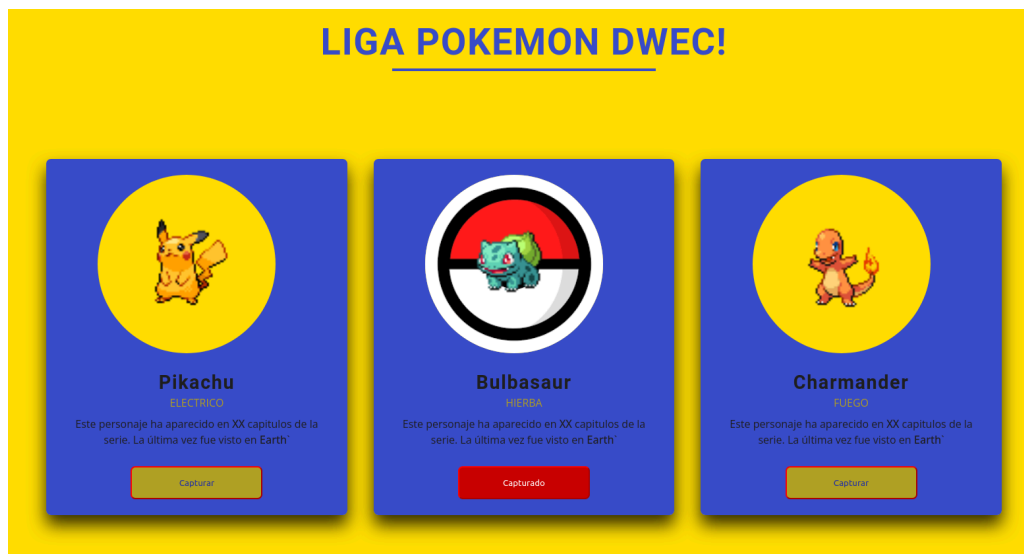 LIGA POKEMON DWEC!
Pikachu
ELECTRICO
Este personaje ha aparecido en XX capitulos de la
serie. La última vez fue visto en Earth`
Capturar
Bulbasaur
HIERBA
Este personaje ha aparecido en XX capitulos de la
serie. La última vez fue visto en Earth`
Capturado
Charmander
FUEGO
Este personaje ha aparecido en XX capitulos de la
serie. La última vez fue visto en Earth`
Capturar